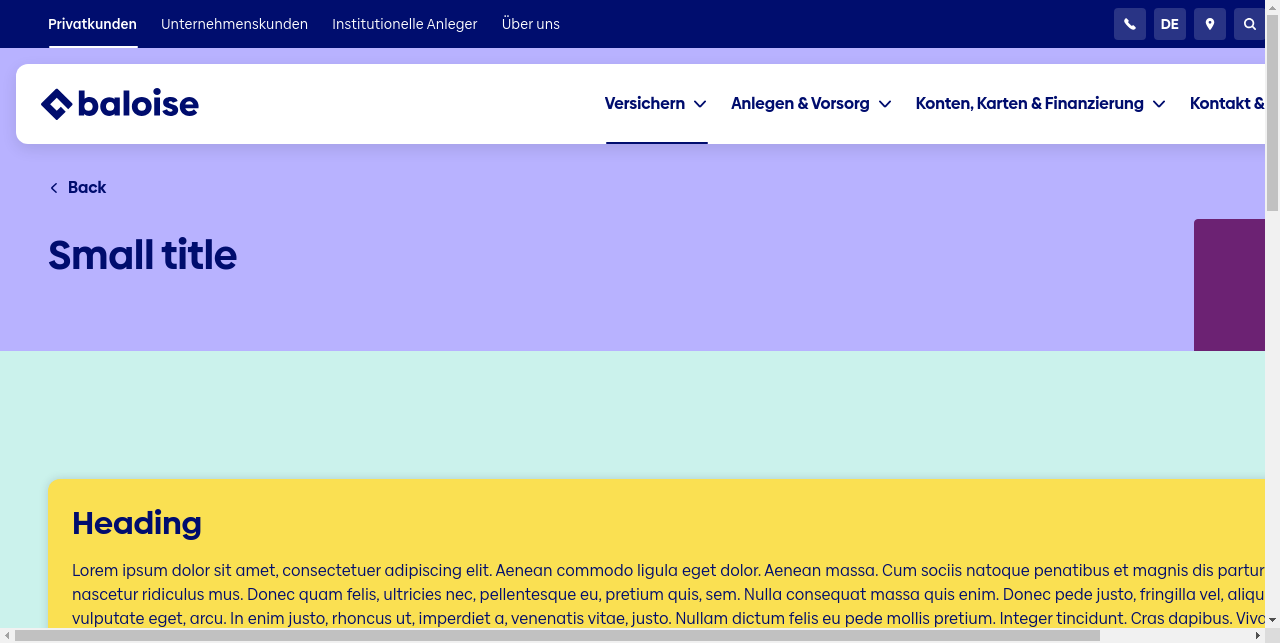 Privatkunden Unternehmenskunden Institutionelle Anleger Über uns DE
baloise Versichern Anlegen & Vorsorg Konten, Karten & Finanzierung Kontakt &
Back
Small title
Heading
Lorem ipsum dolor sit amet, consectetuer adipiscing elit. Aenean commodo ligula eget dolor. Aenean massa. Cum sociis natoque penatibus et magnis dis partur
nascetur ridiculus mus. Donec quam felis, ultricies nec, pellentesque eu, pretium quis, sem. Nulla consequat massa quis enim. Donec pede justo, fringilla vel, aliqu
vulputate eget, arcu. In enim justo, rhoncus ut, imperdiet a, venenatis vitae, justo. Nullam dictum felis eu pede mollis pretium. Integer tincidunt. Cras dapibus. Viva